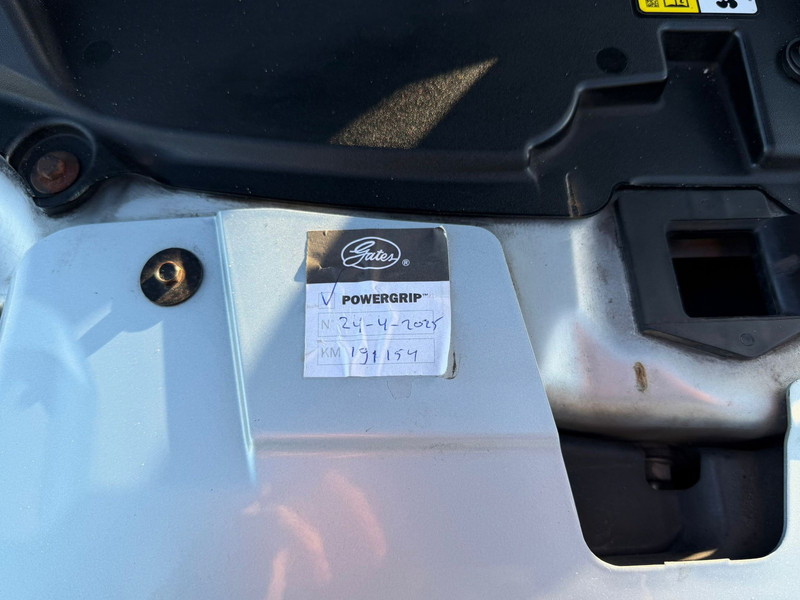 Gates®
POWERGRIP™
N° 24-4-2025
KM 191154